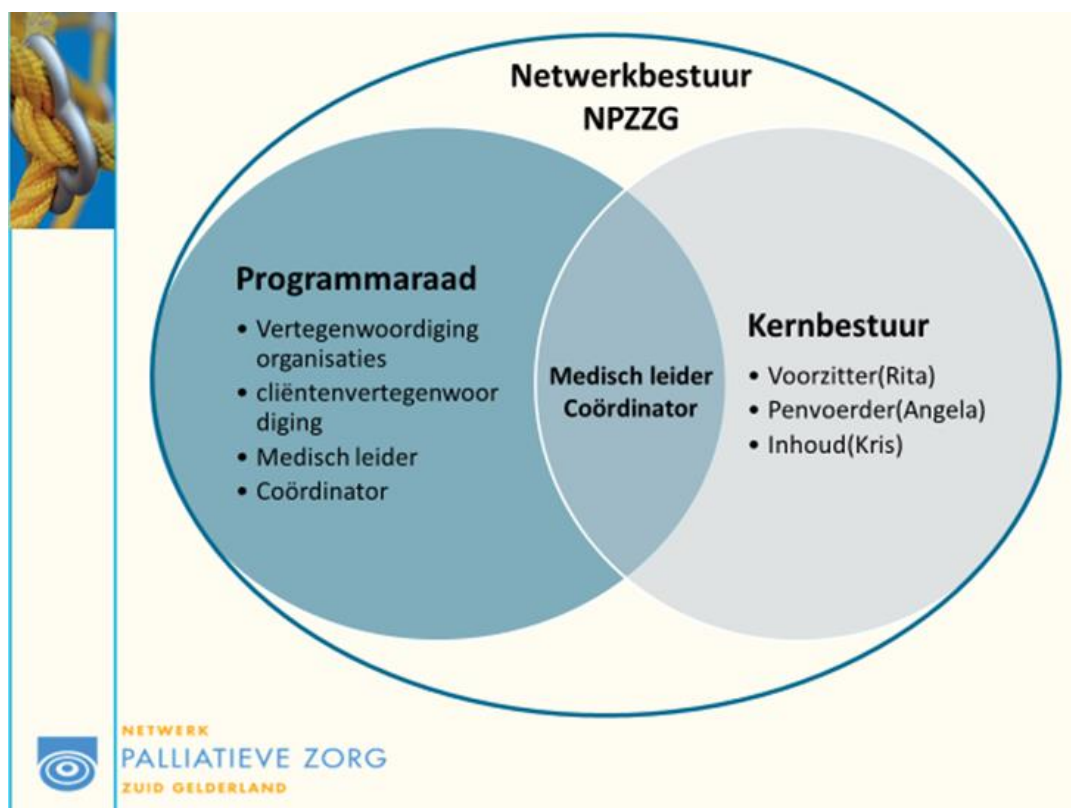 Netwerkbestuur
NPZZG
Programmaraad
• Vertegenwoordiging
organisaties
• cliëntenvertegenwoor
diging
• Medisch leider
• Coördinator
Medisch leider
Coördinator
Kernbestuur
• Voorzitter(Rita)
• Penvoerder(Angela)
• Inhoud(Kris)
NETWERK
PALLIATIEVE ZORG
ZUID GELDERLAND